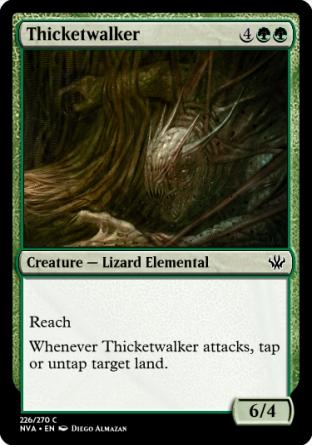 Thicketwalker 4
Creature — Lizard Elemental
Reach
Whenever Thicketwalker attacks, tap
or untap target land.
6/4
226/270 C
NVA • EN Diego Almazan